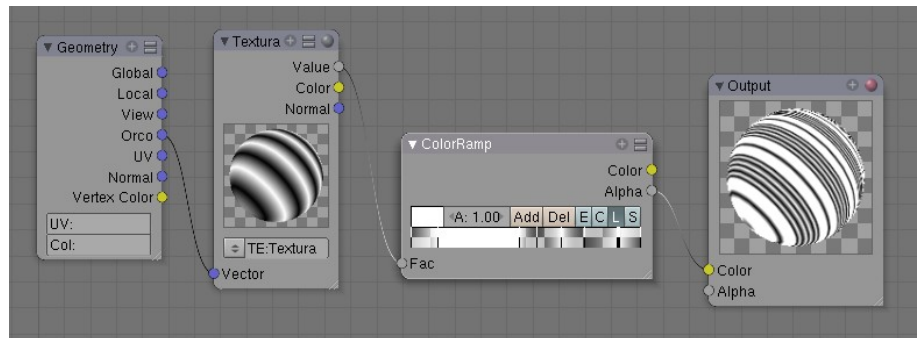 Geometry
Global
Local
View
Orco
UV
Normal
Vertex Color
UV:
Col:
Textura
Value
Color
Normal
TE:Textura
Vector
ColorRamp
Color
Alpha
A: 1.00 Add Del E C L S
Fac
Output
Color
Alpha